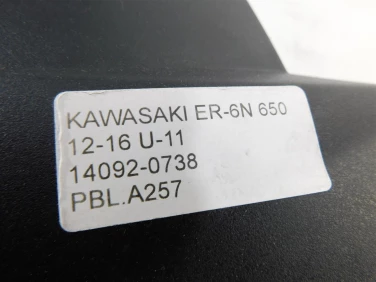 KAWASAKI ER-6N 650
12-16 U-11
14092-0738
PBL.A257